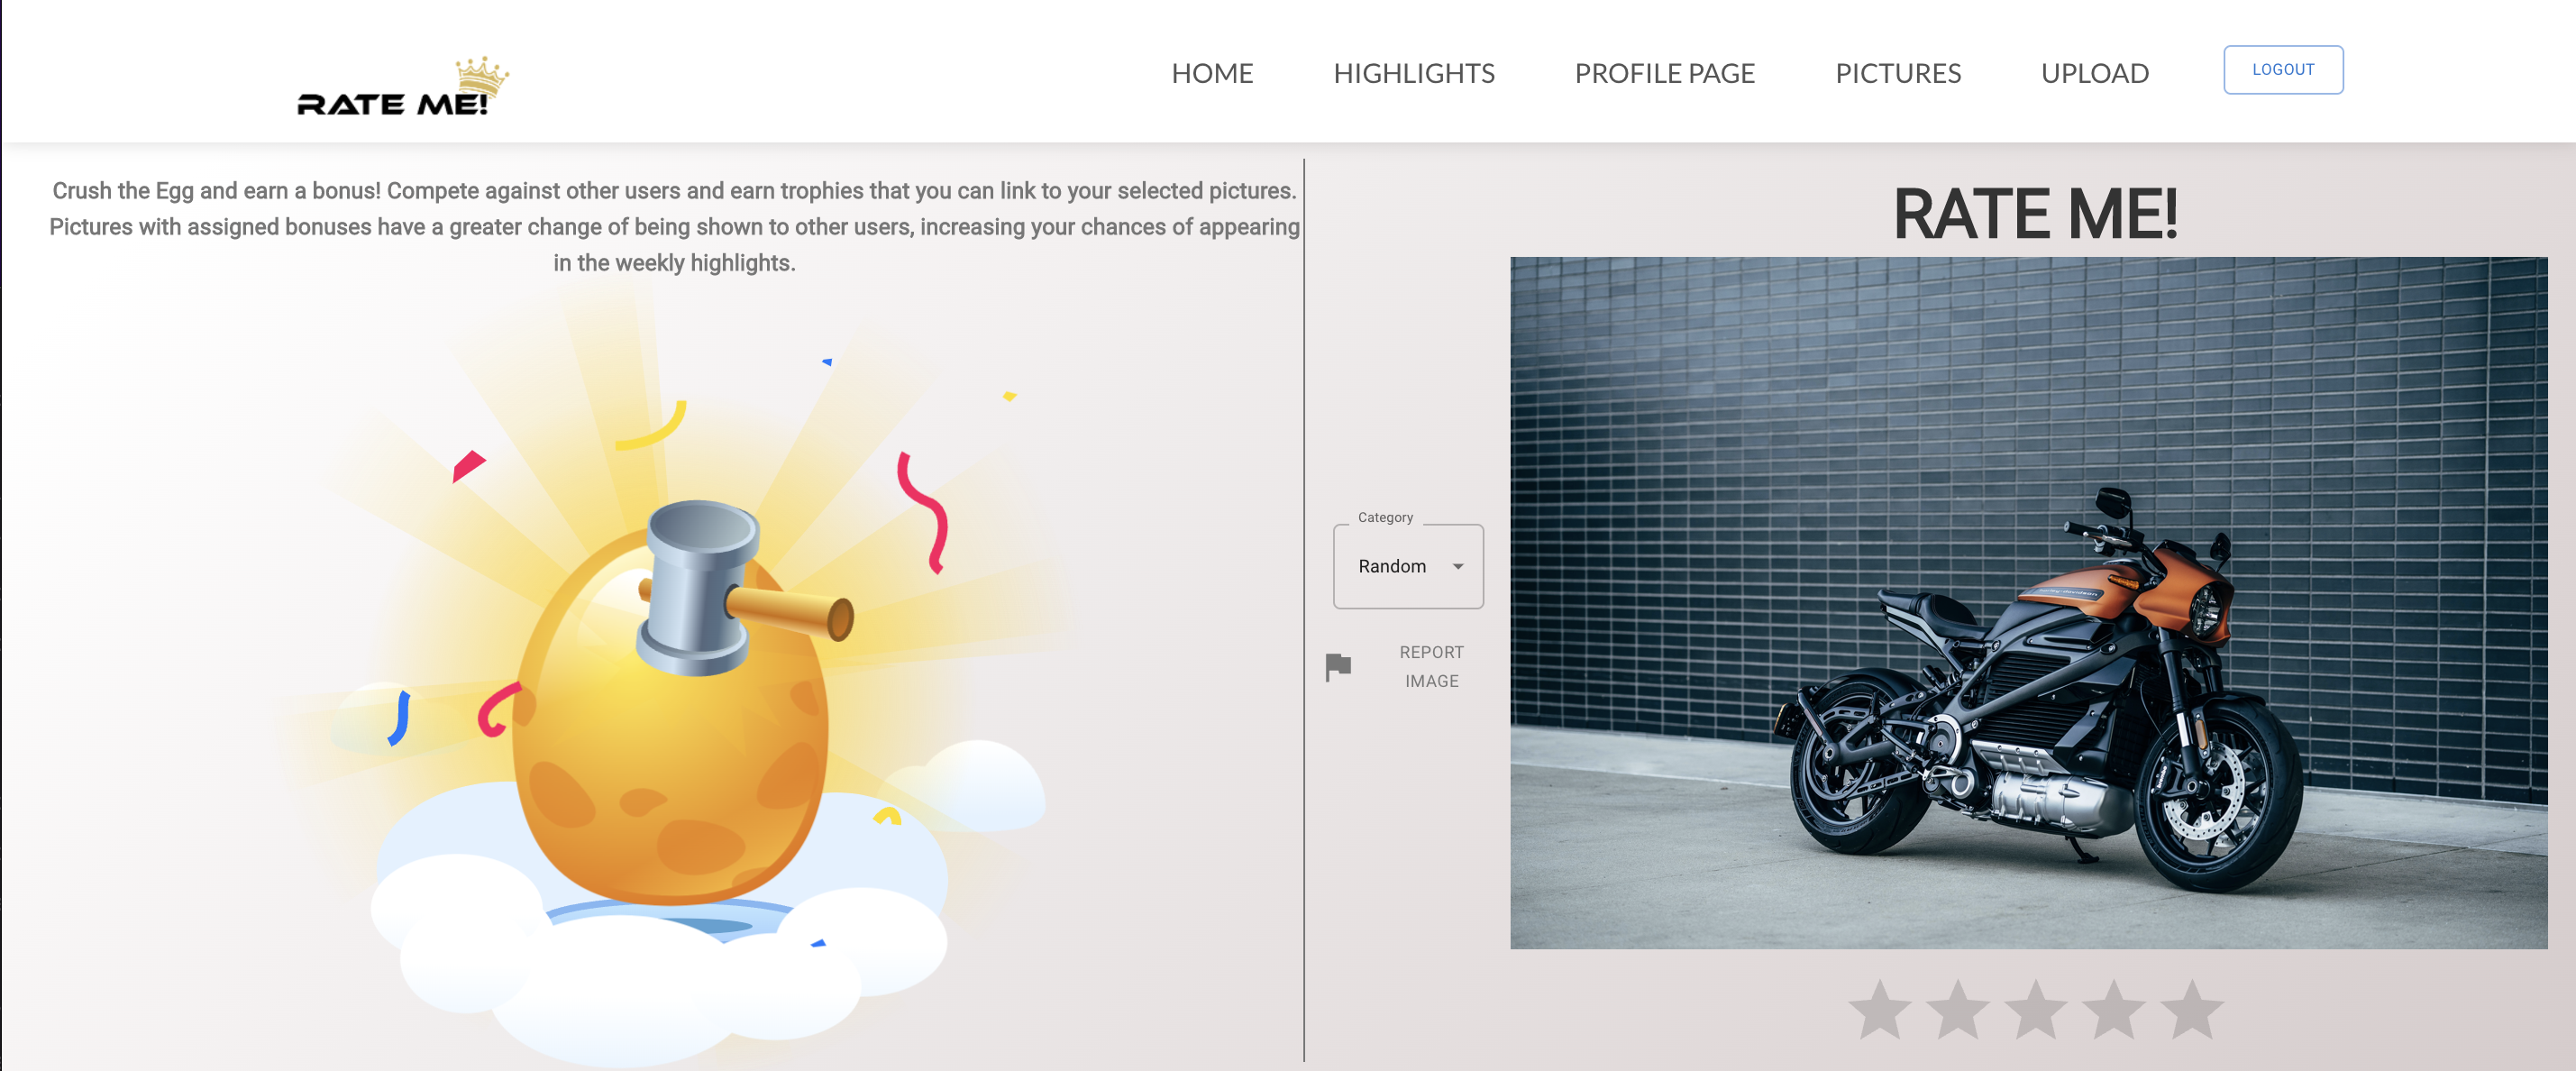 RATE ME!
HOME
HIGHLIGHTS
PROFILE PAGE
PICTURES
UPLOAD
LOGOUT
Crush the Egg and earn a bonus! Compete against other users and earn trophies that you can link to your selected pictures.
Pictures with assigned bonuses have a greater change of being shown to other users, increasing your chances of appearing
in the weekly highlights.
RATE ME!
Category
Random
REPORT
IMAGE